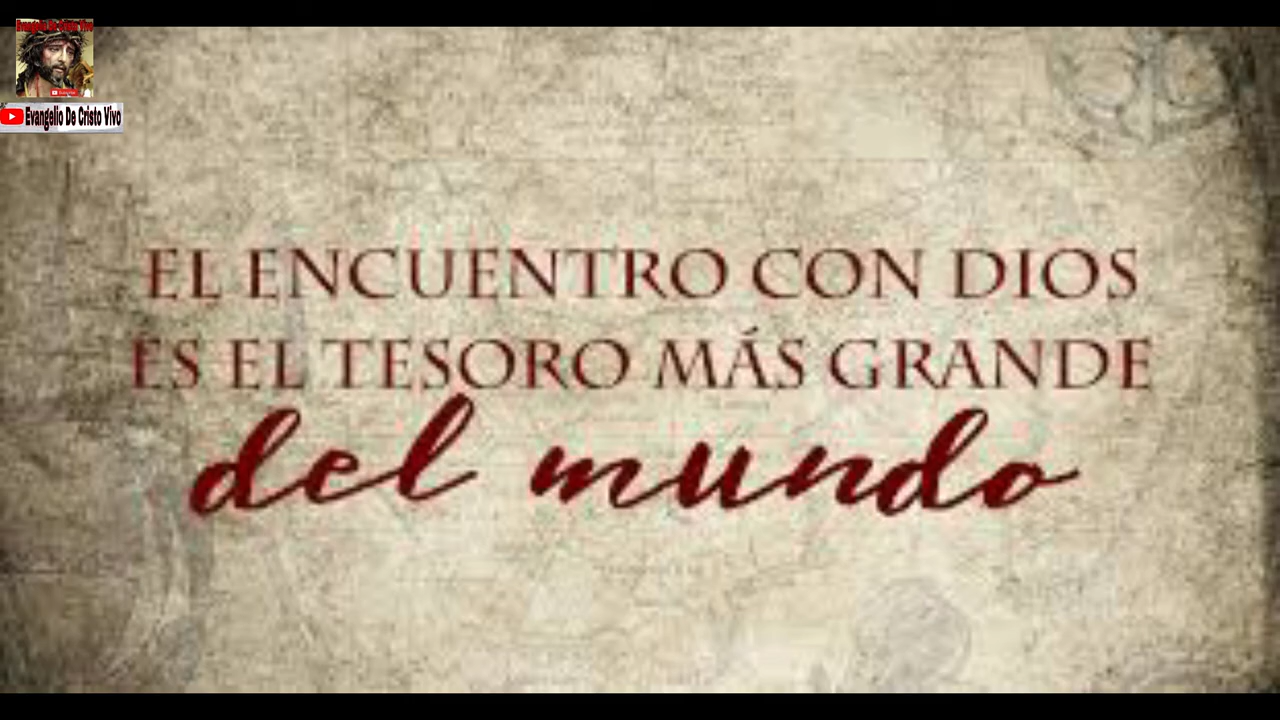 Evangelio De Cristo Vivo
Evangelio De Cristo Vivo
EL ENCUENTRO CON DIOS
ES EL TESORO MÁS GRANDE
del mundo